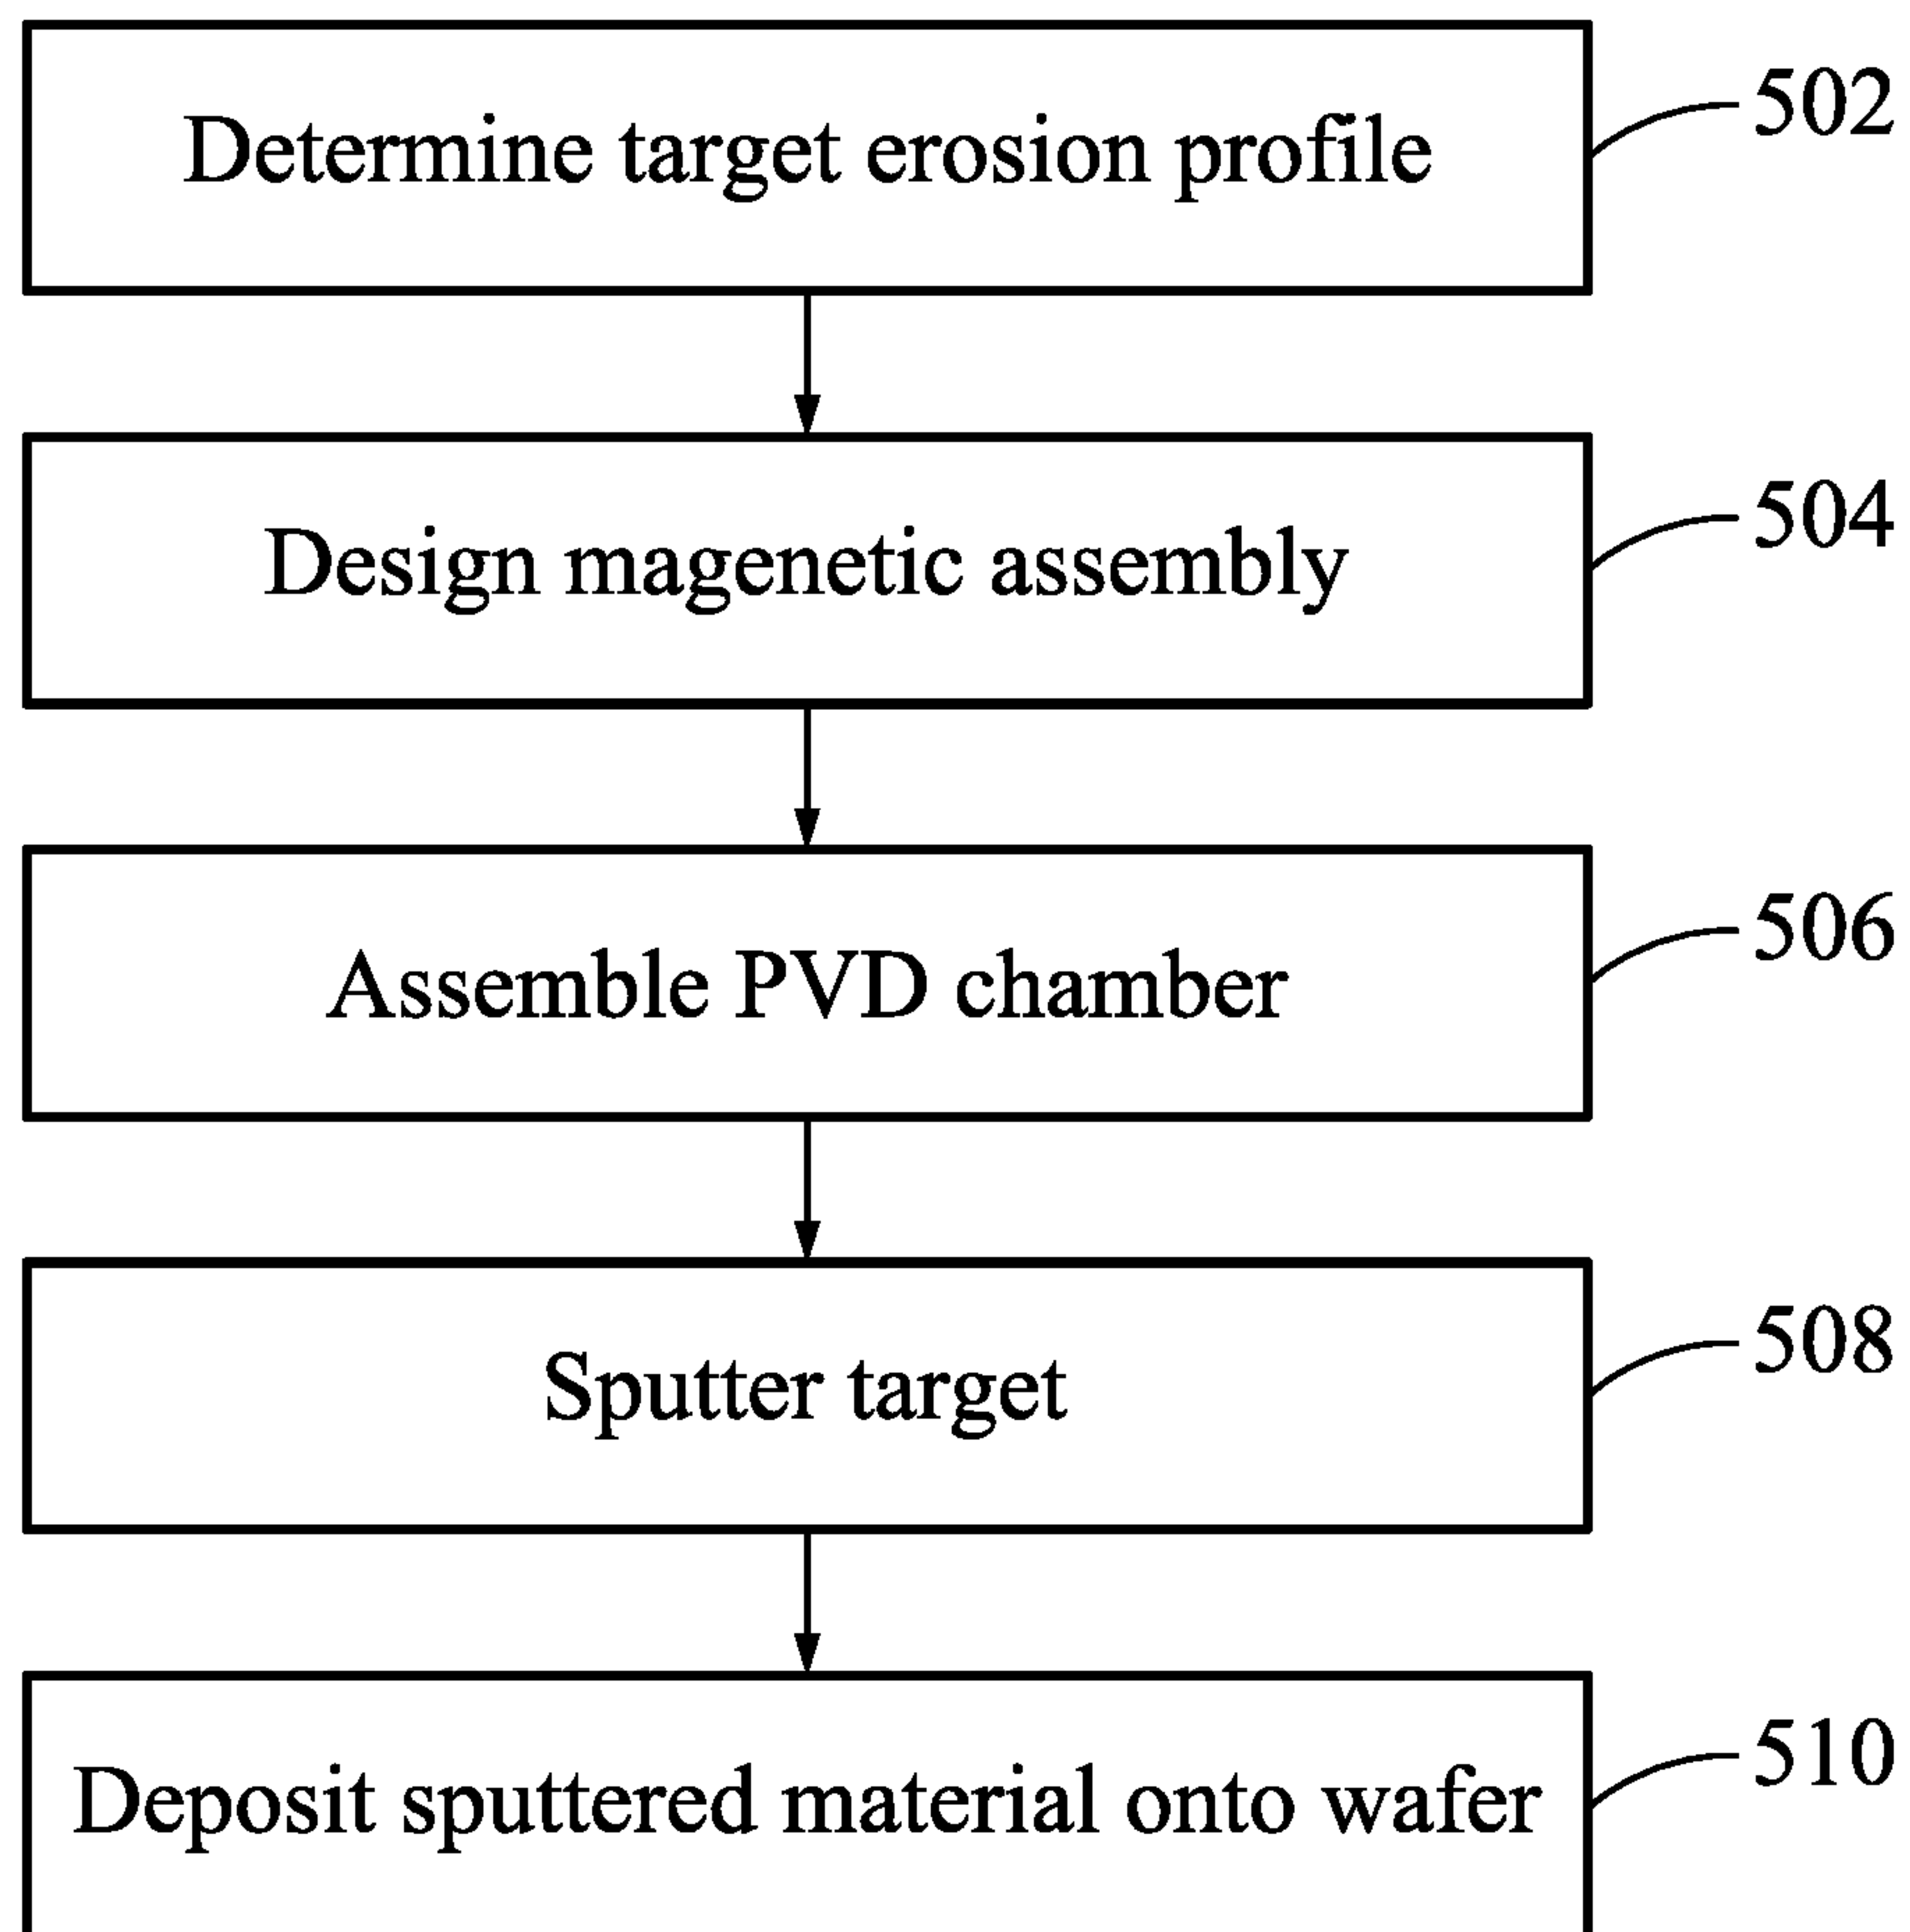 Determine target erosion profile
502
Design magenetic assembly
504
Assemble PVD chamber
506
Sputter target
508
Deposit sputtered material onto wafer
510